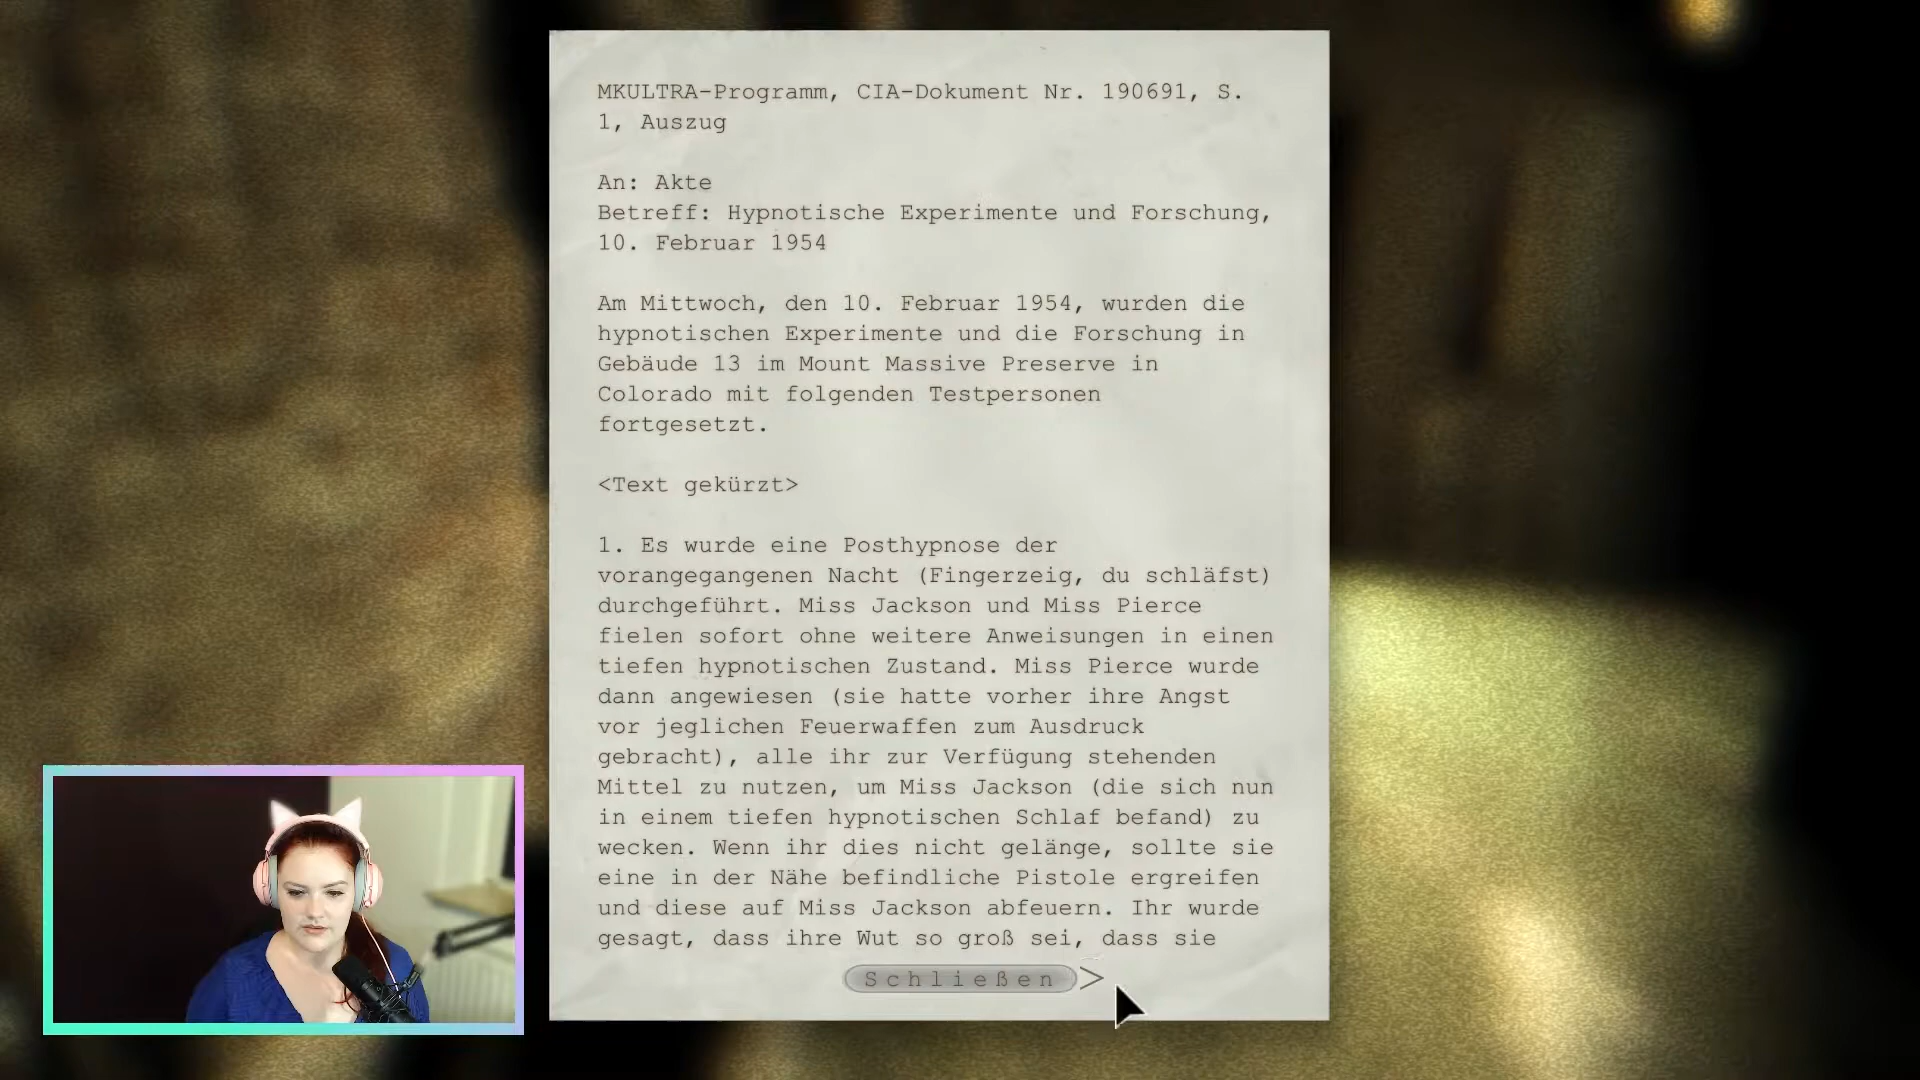 MKULTRA-Programm, CIA-Dokument Nr. 190691, S.
1, Auszug
An: Akte
Betreff: Hypnotische Experimente und Forschung,
10. Februar 1954
Am Mittwoch, den 10. Februar 1954, wurden die
hypnotischen Experimente und die Forschung in
Gebäude 13 im Mount Massive Preserve in
Colorado mit folgenden Testpersonen
fortgesetzt.
<Text gekürzt>
1. Es wurde eine Posthypnose der
vorangegangenen Nacht (Fingerzeig, du schläfst)
durchgeführt. Miss Jackson und Miss Pierce
fielen sofort ohne weitere Anweisungen in einen
tiefen hypnotischen Zustand. Miss Pierce wurde
dann angewiesen (sie hatte vorher ihre Angst
vor jeglichen Feuerwaffen zum Ausdruck
gebracht), alle ihr zur Verfügung stehenden
Mittel zu nutzen, um Miss Jackson (die sich nun
in einem tiefen hypnotischen Schlaf befand) zu
wecken. Wenn ihr dies nicht gelänge, sollte sie
eine in der Nähe befindliche Pistole ergreifen
und diese auf Miss Jackson abfeuern. Ihr wurde
gesagt, dass ihre Wut so groß sei, dass sie
Schließen >